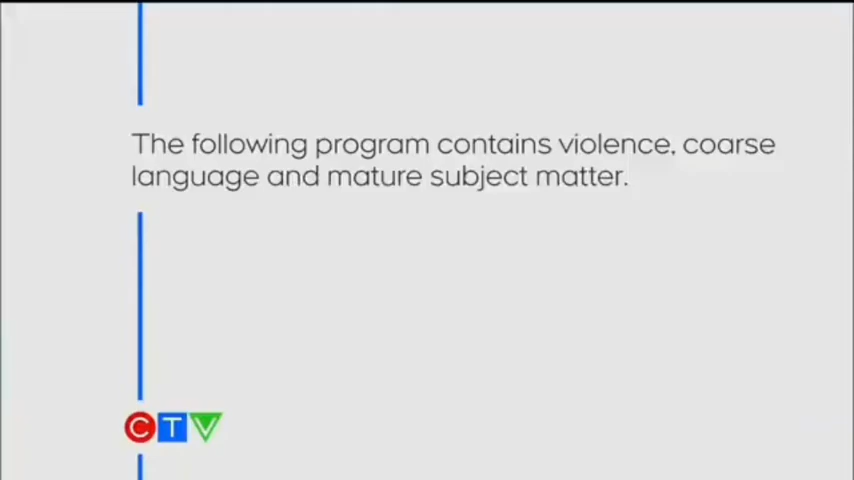 The following program contains violence, coarse
language and mature subject matter.
CTV